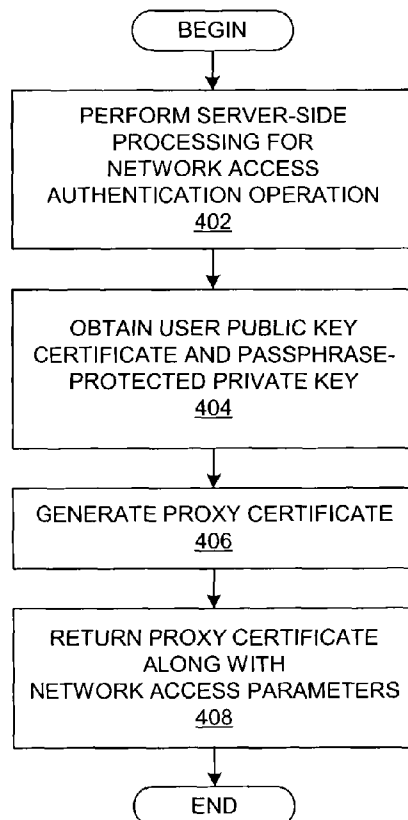 BEGIN
PERFORM SERVER-SIDE
PROCESSING FOR
NETWORK ACCESS
AUTHENTICATION OPERATION
402
OBTAIN USER PUBLIC KEY
CERTIFICATE AND PASSPHRASE-
PROTECTED PRIVATE KEY
404
GENERATE PROXY CERTIFICATE
406
RETURN PROXY CERTIFICATE
ALONG WITH
NETWORK ACCESS PARAMETERS
408
END